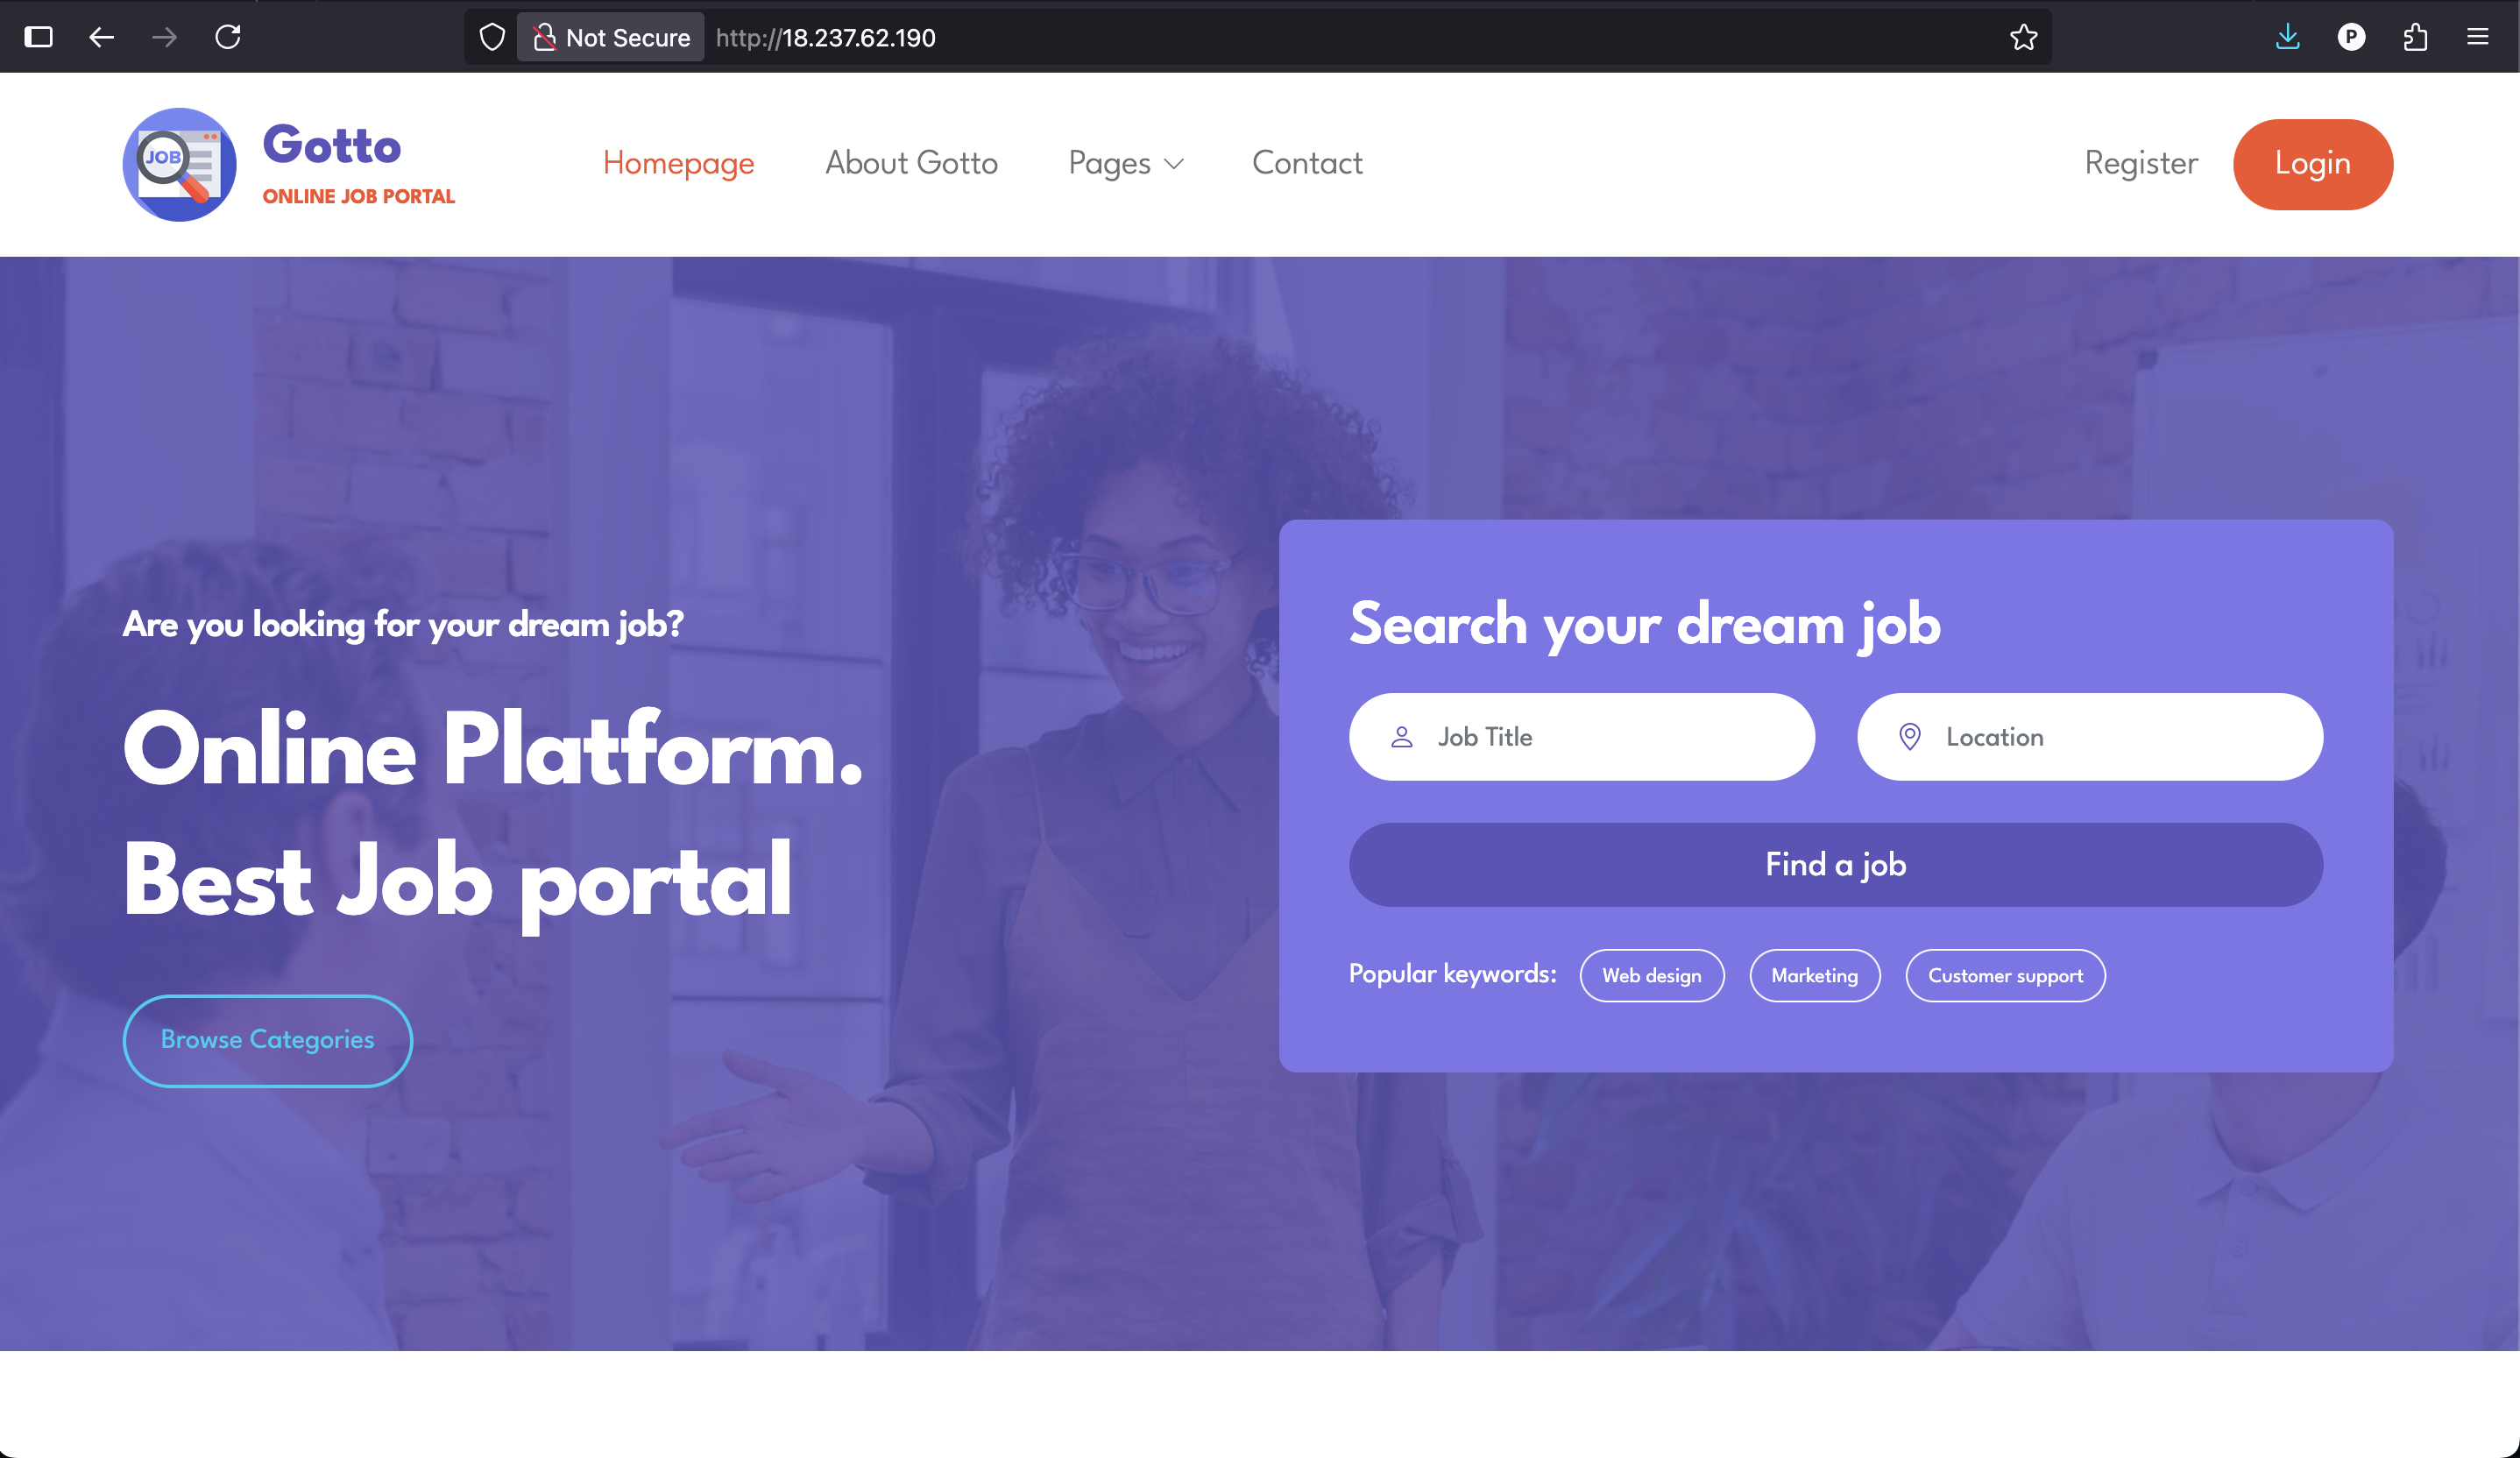 Not Secure http://18.237.62.190
P
JOB
Gotto
ONLINE JOB PORTAL
Homepage
About Gotto
Pages
Contact
Register
Login
Are you looking for your dream job?
Online Platform.
Best Job portal
Browse Categories
Search your dream job
Job Title
Location
Find a job
Popular keywords: Web design Marketing Customer support